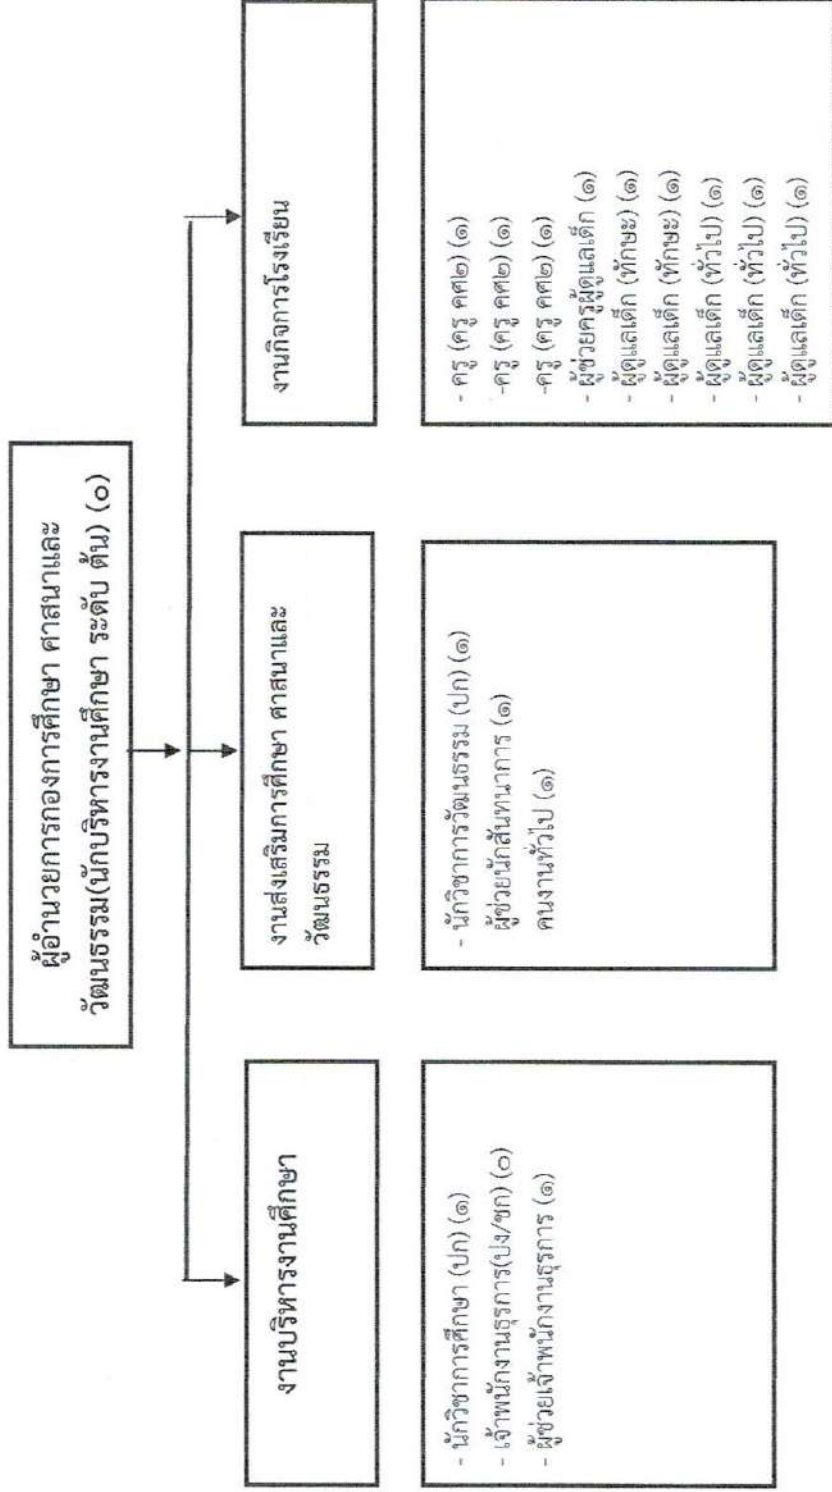 ผู้อำนวยการกองการศึกษา ศาสนาและ
วัฒนธรรม(นักบริหารงานศึกษา ระดับ ต้น) (๐)
งานบริหารงานศึกษา
- นักวิชาการศึกษา (ปก) (๑)
- เจ้าพนักงานธุรการ(ปง/ชก) (๐)
- ผู้ช่วยเจ้าพนักงานธุรการ (๑)
งานส่งเสริมการศึกษา ศาสนาและ
วัฒนธรรม
- นักวิชาการวัฒนธรรม (ปก) (๑)
ผู้ช่วยนักสันทนาการ (๑)
คนงานทั่วไป (๑)
งานกิจการโรงเรียน
- ครู (ครู คศ๒) (๑)
-ครู (ครู คศ๒) (๑)
-ครู (ครู คศ๒) (๑)
- ผู้ช่วยครูผู้ดูแลเด็ก (๑)
- ผู้ดูแลเด็ก (ทักษะ) (๑)
- ผู้ดูแลเด็ก (ทักษะ) (๑)
- ผู้ดูแลเด็ก (ทั่วไป) (๑)
- ผู้ดูแลเด็ก (ทั่วไป) (๑)
- ผู้ดูแลเด็ก (ทั่วไป) (๑)